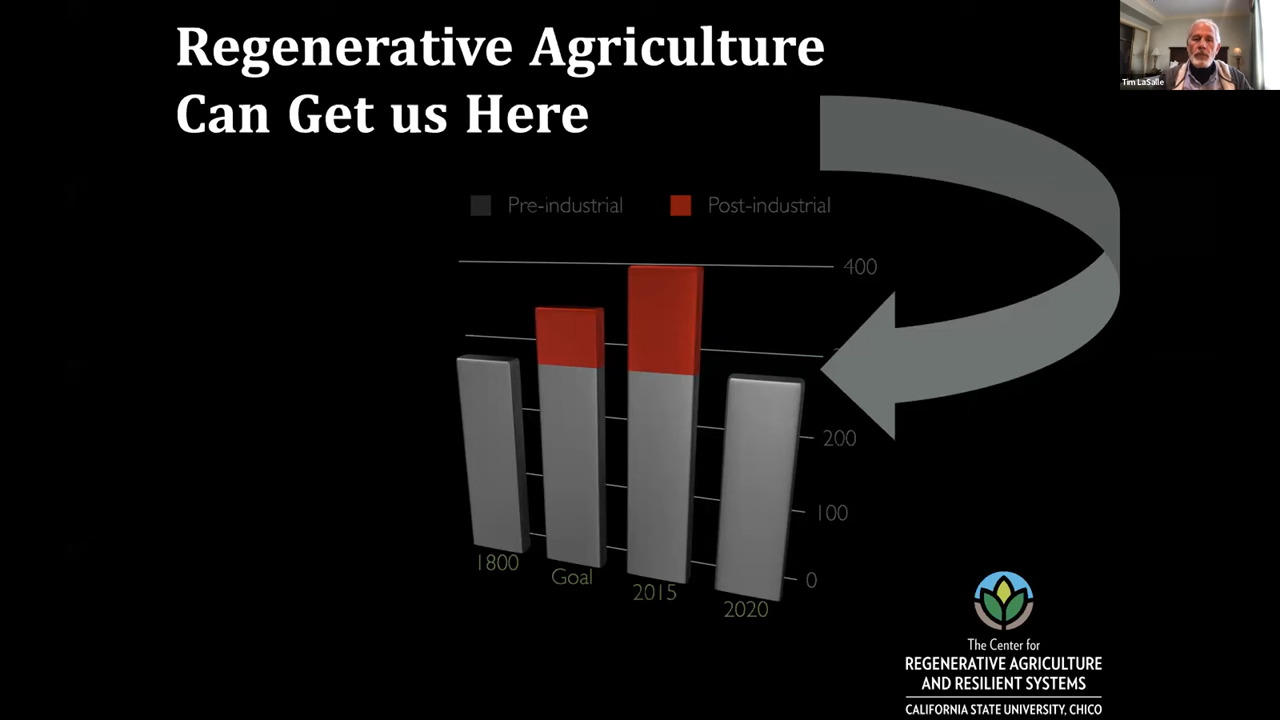 Regenerative Agriculture
Can Get us Here
Tim LaSalle
Pre-industrial
Post-industrial
400
200
100
0
1800
Goal
2015
2020
The Center for
REGENERATIVE AGRICULTURE
AND RESILIENT SYSTEMS
CALIFORNIA STATE UNIVERSITY, CHICO